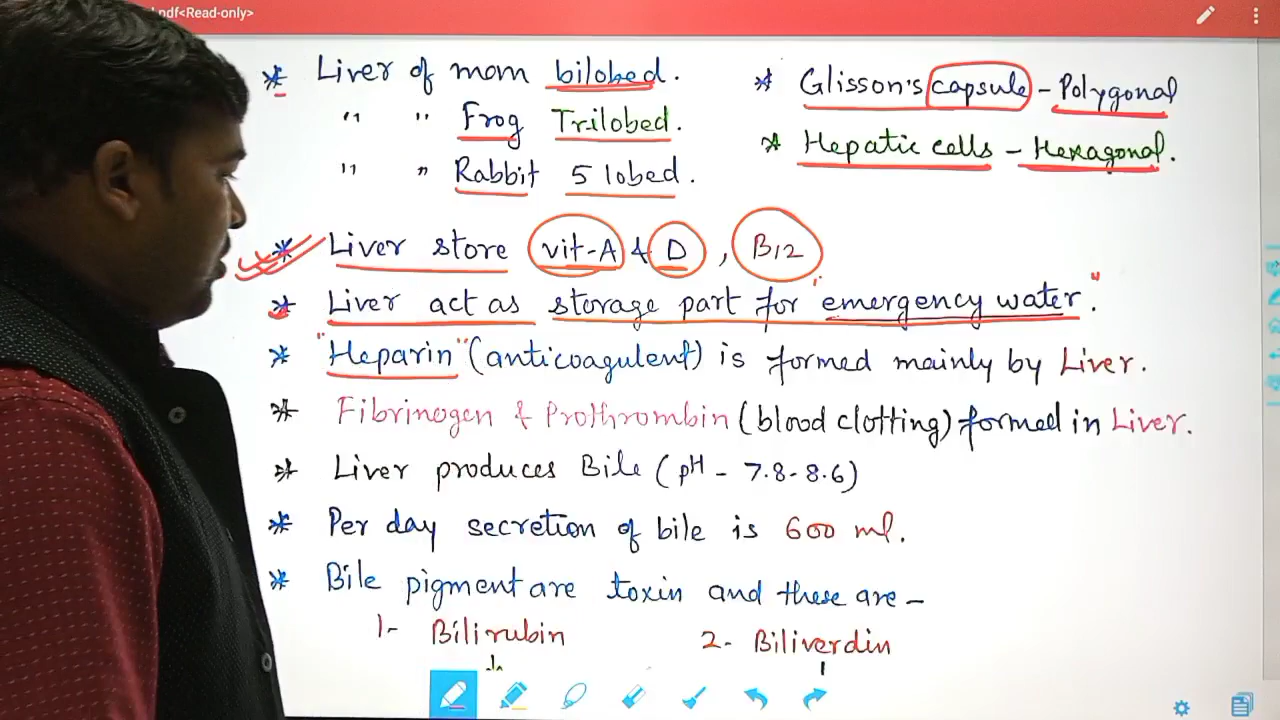 .pdf<Read-only>
* Liver of mam bilobed.
" " Frog Trilobed.
" " Rabbit 5 lobed.
* Glisson's capsule - Polygonal
* Hepatic cells - Hexagonal.
* Liver store vit-A & D, B12
* Liver act as storage part for "emergency water."
* "Heparin" (anticoagulent) is formed mainly by Liver.
* Fibrinogen & Prothrombin (blood clotting) formed in Liver.
* Liver produces Bile (pH - 7.8-8.6)
* Per day secretion of bile is 600 ml.
* Bile pigment are toxin and these are -
1- Bilirubin 2- Biliverdin